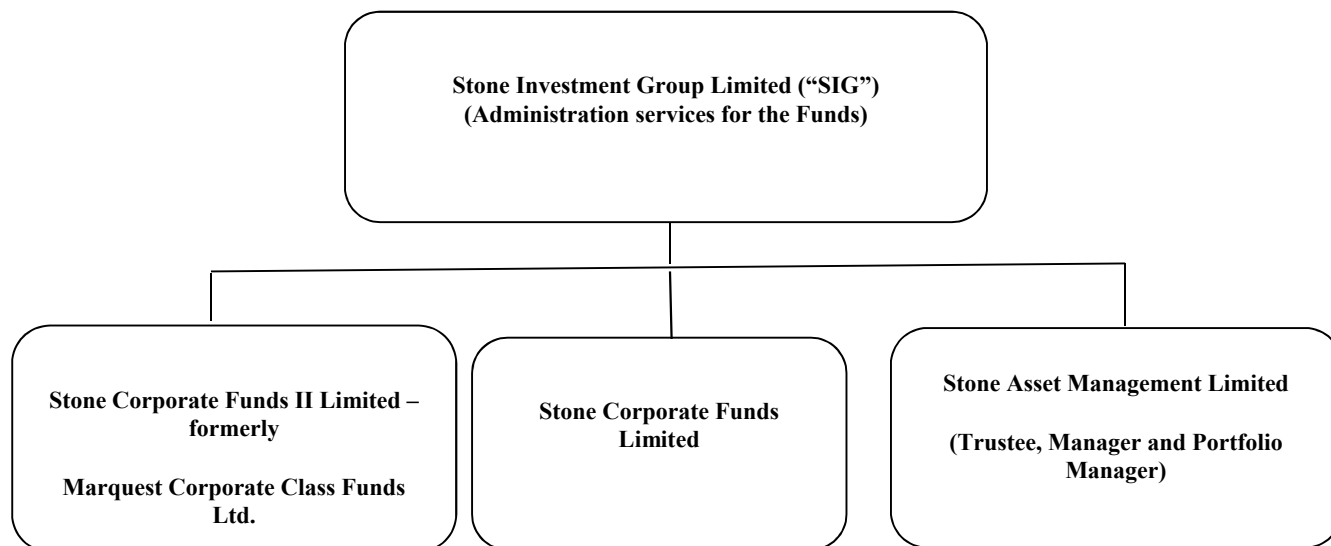 Stone Investment Group Limited (“SIG”)
(Administration services for the Funds)
Stone Corporate Funds II Limited –
formerly
Marquest Corporate Class Funds
Ltd.
Stone Corporate Funds
Limited
Stone Asset Management Limited
(Trustee, Manager and Portfolio
Manager)